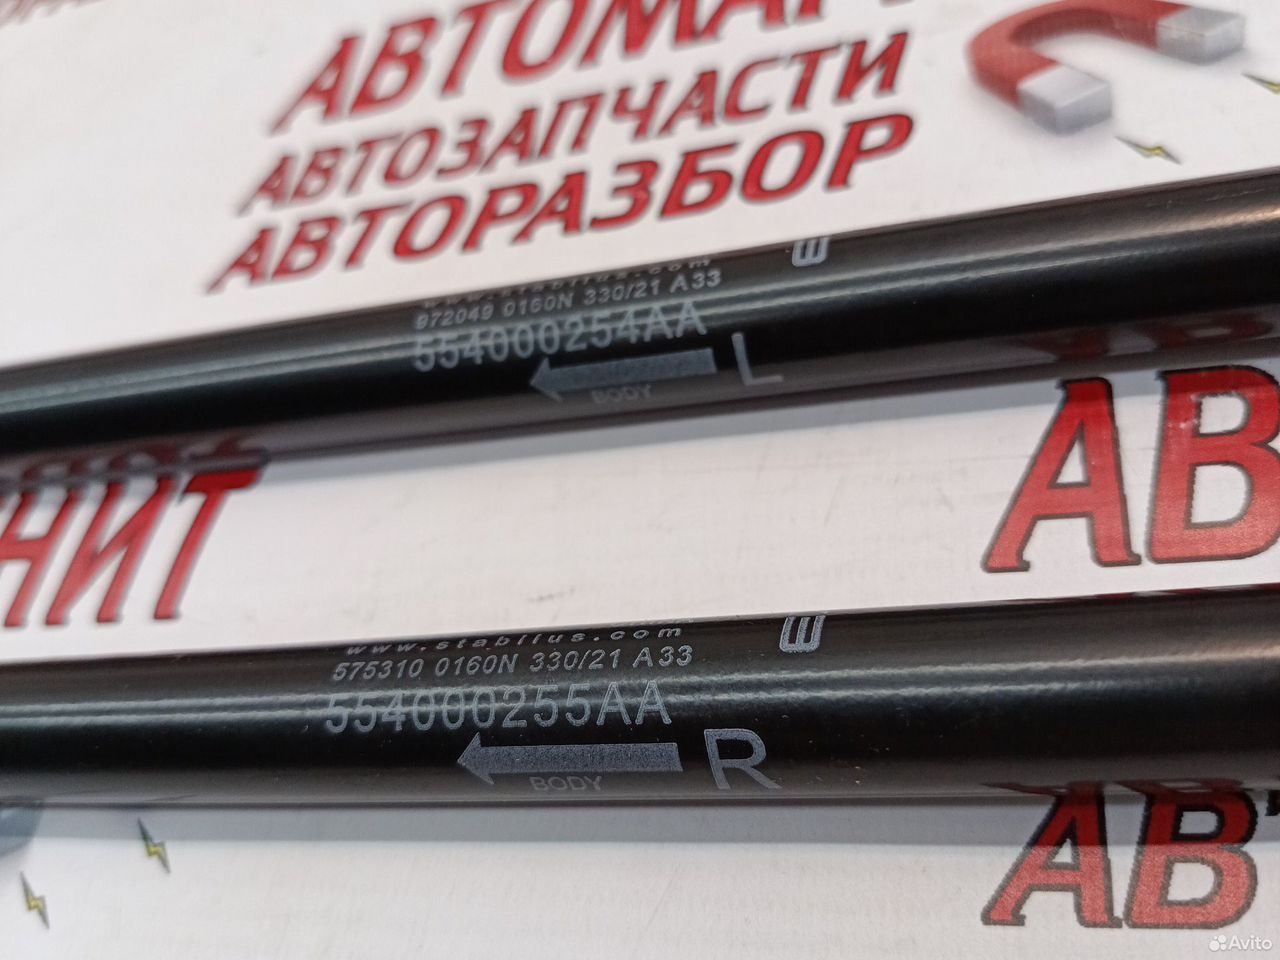 АВТОМАГ
АВТОЗАПЧАСТИ
АВТОРАЗБОР
www.stabilus.com
972049 0160N 330/21 A33
554000254AA
BODY
L
НИТ
АВ
www.stabilus.com
575310 0160N 330/21 A33
554000255AA
BODY
R
АВТ
Avito